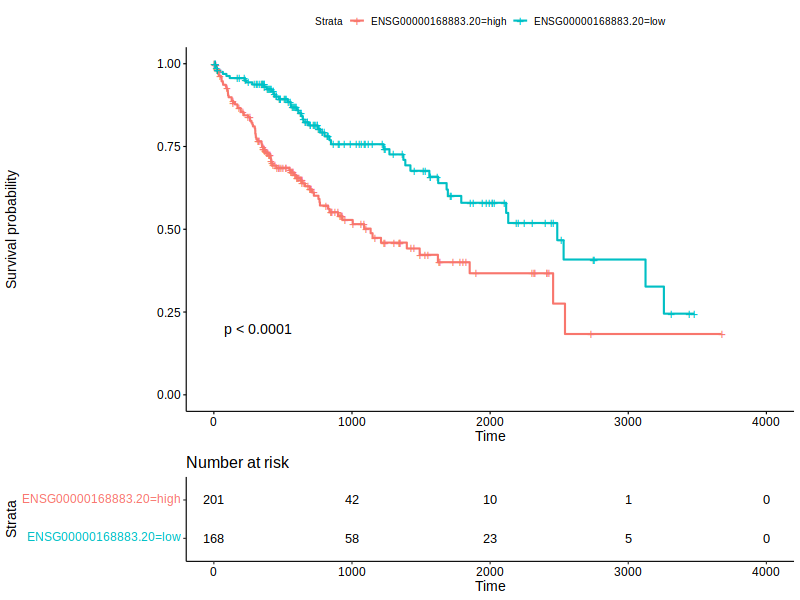 Strata ENSG00000168883.20=high ENSG00000168883.20=low
Survival probability
1.00
0.75
0.50
0.25
0.00
p < 0.0001
0 1000 2000 3000 4000
Time
Number at risk
Strata
ENSG00000168883.20=high 201 42 10 1 0
ENSG00000168883.20=low 168 58 23 5 0
0 1000 2000 3000 4000
Time